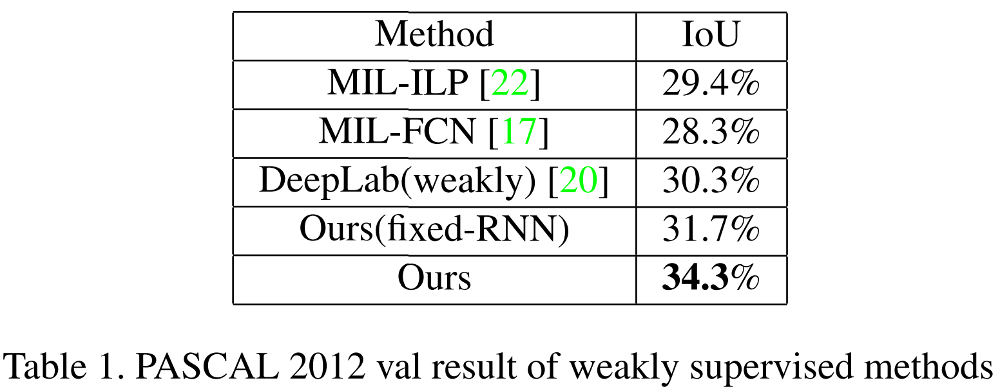 Method IoU
MIL-ILP [22] 29.4%
MIL-FCN [17] 28.3%
DeepLab(weakly) [20] 30.3%
Ours(fixed-RNN) 31.7%
Ours 34.3%
Table 1. PASCAL 2012 val result of weakly supervised methods